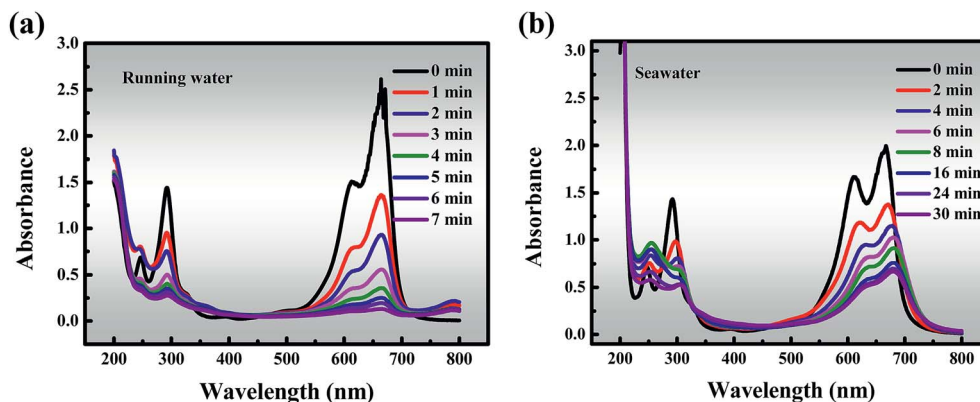 (a)
3.0
2.5
2.0
1.5
1.0
0.5
0.0
Absorbance
Running water
0 min
1 min
2 min
3 min
4 min
5 min
6 min
7 min
200 300 400 500 600 700 800
Wavelength (nm)
(b)
3.0
2.5
2.0
1.5
1.0
0.5
0.0
Absorbance
Seawater
0 min
2 min
4 min
6 min
8 min
16 min
24 min
30 min
200 300 400 500 600 700 800
Wavelength (nm)